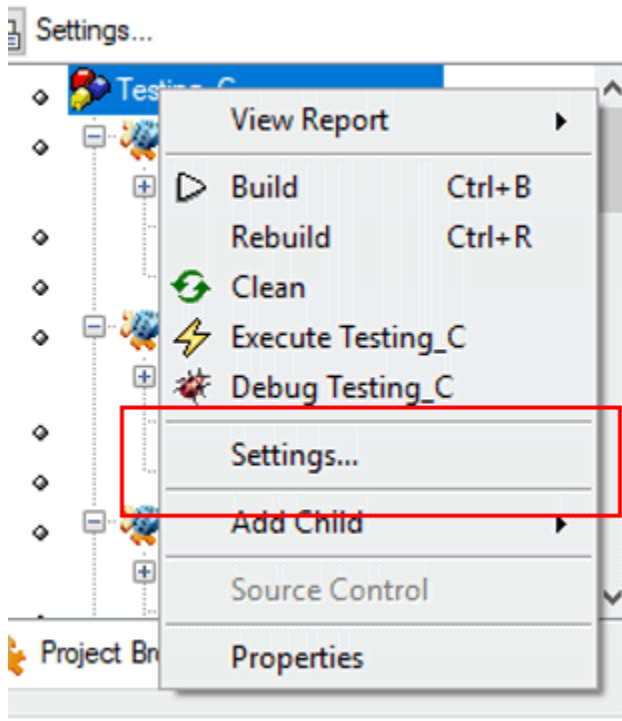 Settings...
Testing_C
View Report
Build Ctrl+B
Rebuild Ctrl+R
Clean
Execute Testing_C
Debug Testing_C
Settings...
Add Child
Source Control
Properties
Project